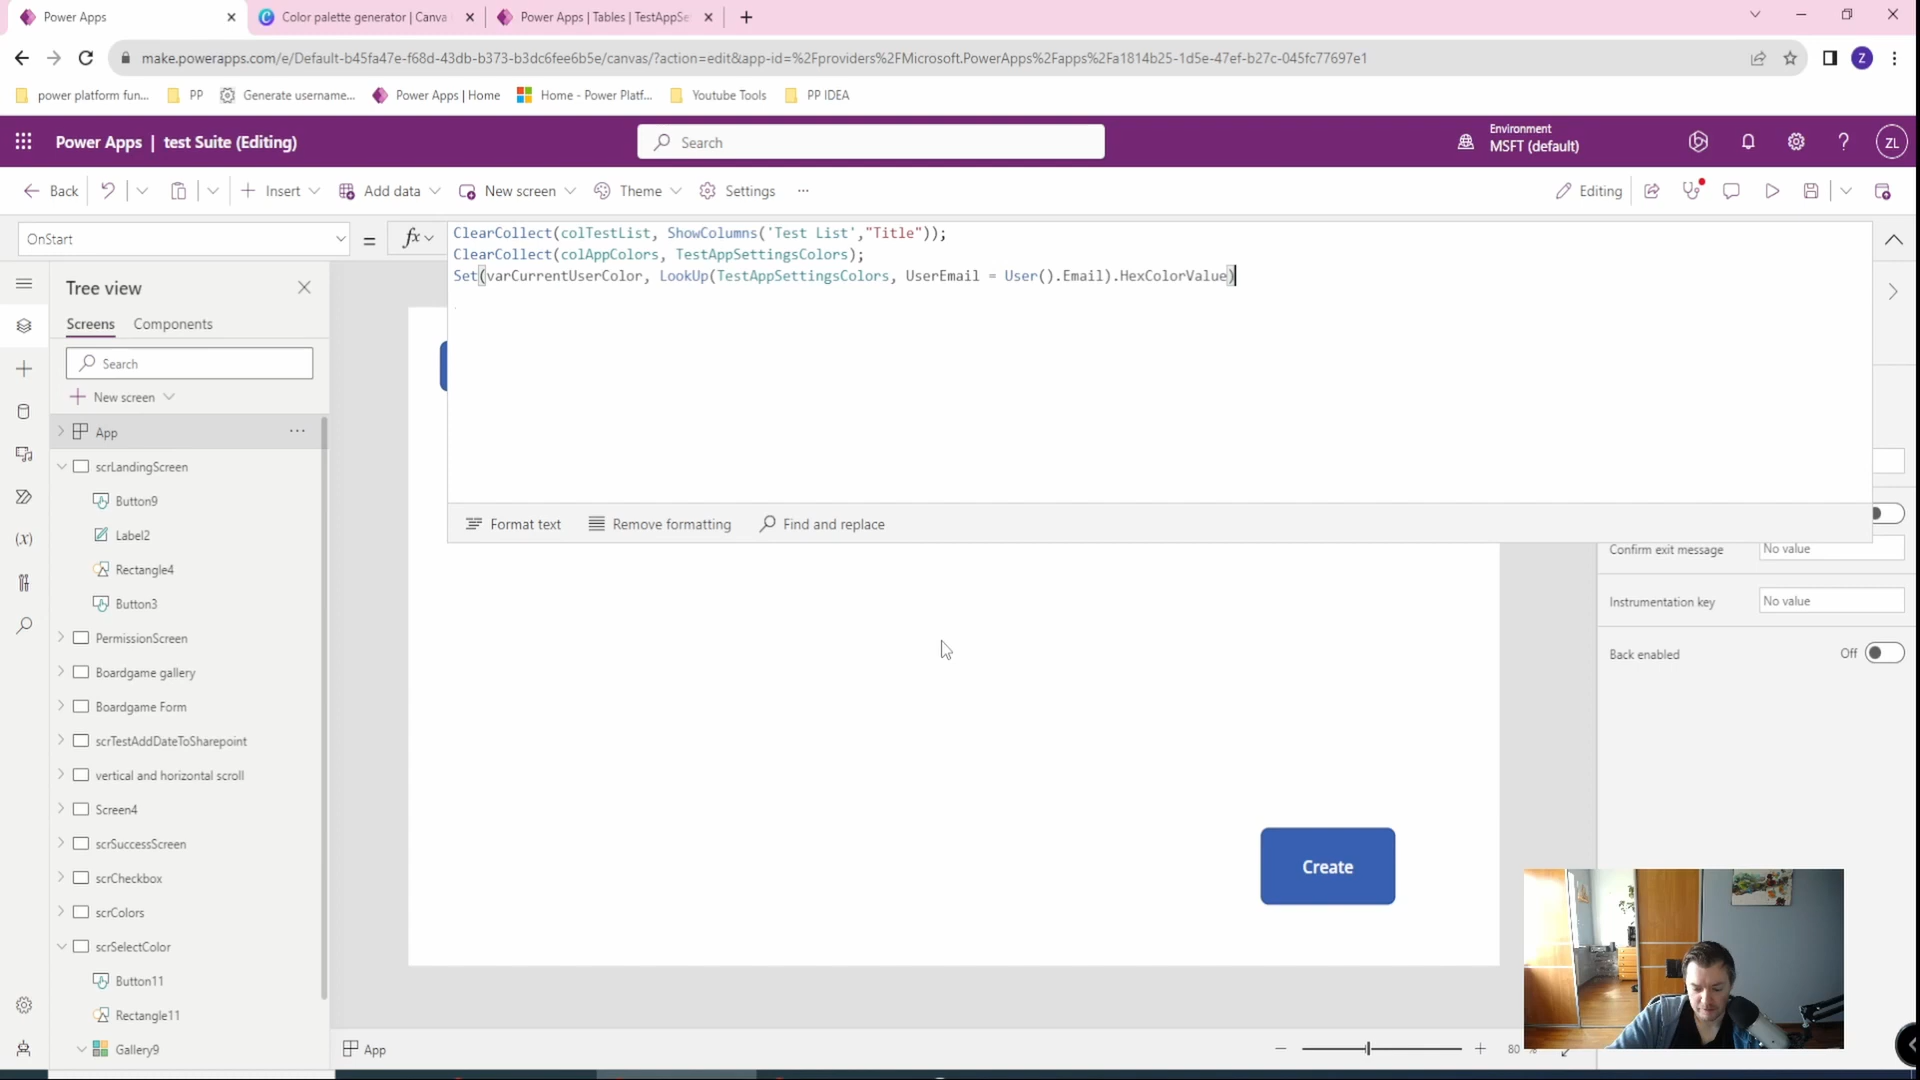 Power Apps
Color palette generator | Canva
Power Apps | Tables | TestAppSe
make.powerapps.com/e/Default-b45fa47e-f68d-43db-b373-b3dc6fee6b5e/canvas/?action=edit&app-id=%2Fproviders%2FMicrosoft.PowerApps%2Fapps%2Fa1814b25-1d5e-47ef-b27c-045fc77697e1
Z
power platform fun...
PP
Generate username...
Power Apps | Home
Home - Power Platf...
Youtube Tools
PP IDEA
Power Apps | test Suite (Editing)
Search
Environment
MSFT (default)
ZL
Back
Insert
Add data
New screen
Theme
Settings
Editing
OnStart
=
fx
ClearCollect(colTestList, ShowColumns('Test List',"Title"));
ClearCollect(colAppColors, TestAppSettingsColors);
Set(varCurrentUserColor, LookUp(TestAppSettingsColors, UserEmail = User().Email).HexColorValue)
Format text
Remove formatting
Find and replace
Tree view
Screens
Components
Search
New screen
App
scrLandingScreen
Button9
Label2
Rectangle4
Button3
PermissionScreen
Boardgame gallery
Boardgame Form
scrTestAddDateToSharepoint
vertical and horizontal scroll
Screen4
scrSuccessScreen
scrCheckbox
scrColors
scrSelectColor
Button11
Rectangle11
Gallery9
Create
Confirm exit message
No value
Instrumentation key
No value
Back enabled
Off
App
80 %